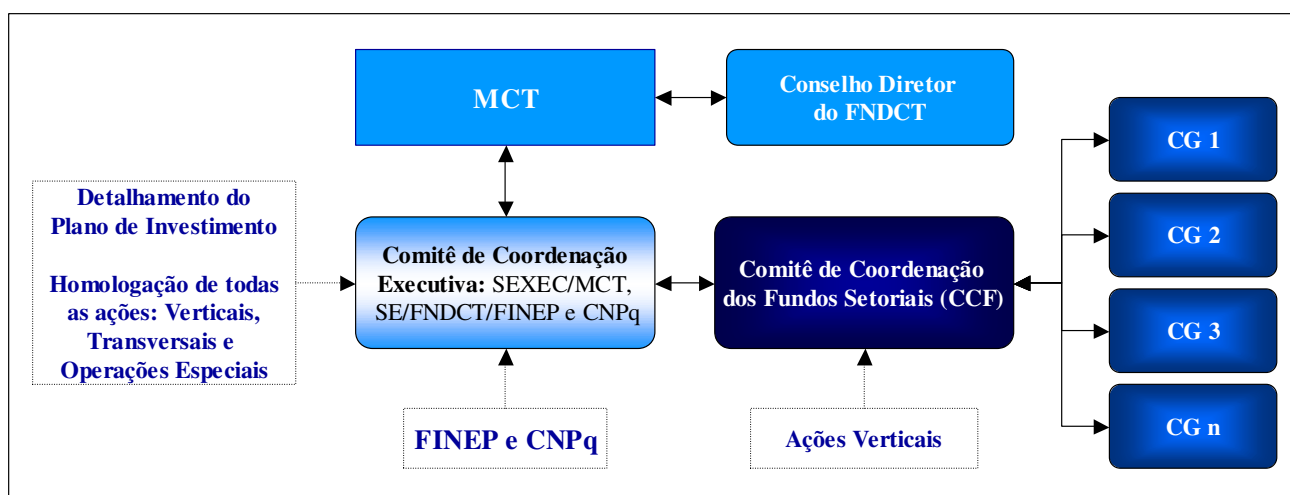 MCT
Conselho Diretor
do FNDCT
CG 1
Detalhamento do
Plano de Investimento
Homologação de todas
as ações: Verticais,
Transversais e
Operações Especiais
Comitê de Coordenação
Executiva: SEXEC/MCT,
SE/FNDCT/FINEP e CNPq
Comitê de Coordenação
dos Fundos Setoriais (CCF)
CG 2
CG 3
CG n
FINEP e CNPq
Ações Verticais